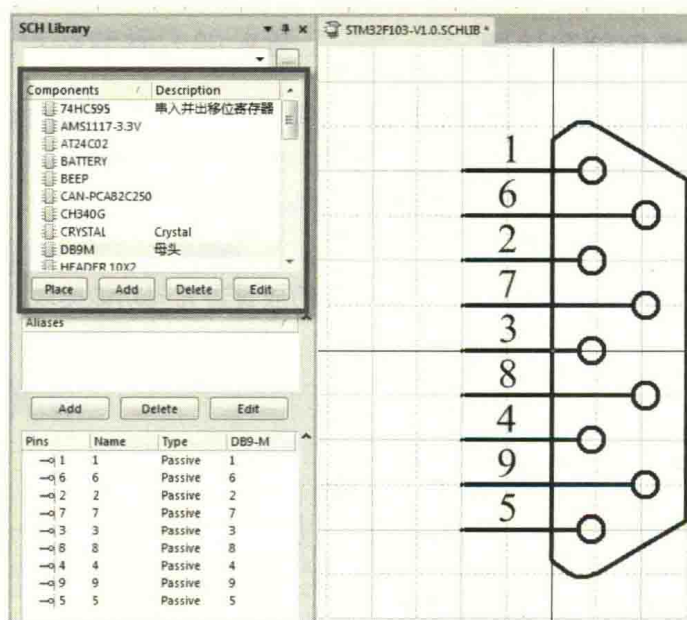 SCH Library
STM32F103-V1.0.SCHLIB *
...
Components / Description
74HC595 串入并出移位寄存器
AMS1117-3.3V
AT24C02
BATTERY
BEEP
CAN-PCA82C250
CH340G
CRYSTAL Crystal
DB9M 母头
HEADER 10X2
Place Add Delete Edit
Aliases /
Add Delete Edit
Pins Name Type DB9-M
1 1 Passive 1
6 6 Passive 6
2 2 Passive 2
7 7 Passive 7
3 3 Passive 3
8 8 Passive 8
4 4 Passive 4
9 9 Passive 9
5 5 Passive 5
1
6
2
7
3
8
4
9
5